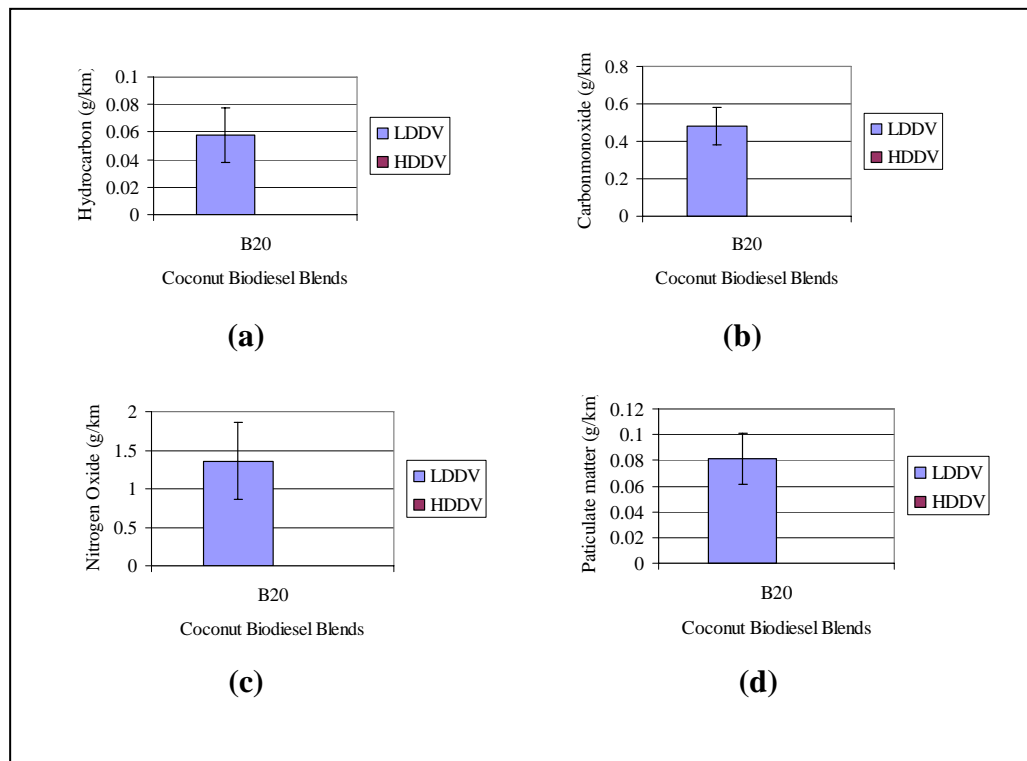 Hydrocarbon (g/km)
0.1
0.08
0.06
0.04
0.02
0
B20
Coconut Biodiesel Blends
LDDV
HDDV
(a)
Carbonmonoxide (g/km
0.8
0.6
0.4
0.2
0
B20
Coconut Biodiesel Blends
LDDV
HDDV
(b)
Nitrogen Oxide (g/km
2
1.5
1
0.5
0
B20
Coconut Biodiesel Blends
LDDV
HDDV
(c)
Paticulate matter (g/km)
0.12
0.1
0.08
0.06
0.04
0.02
0
B20
Coconut Biodiesel Blends
LDDV
HDDV
(d)